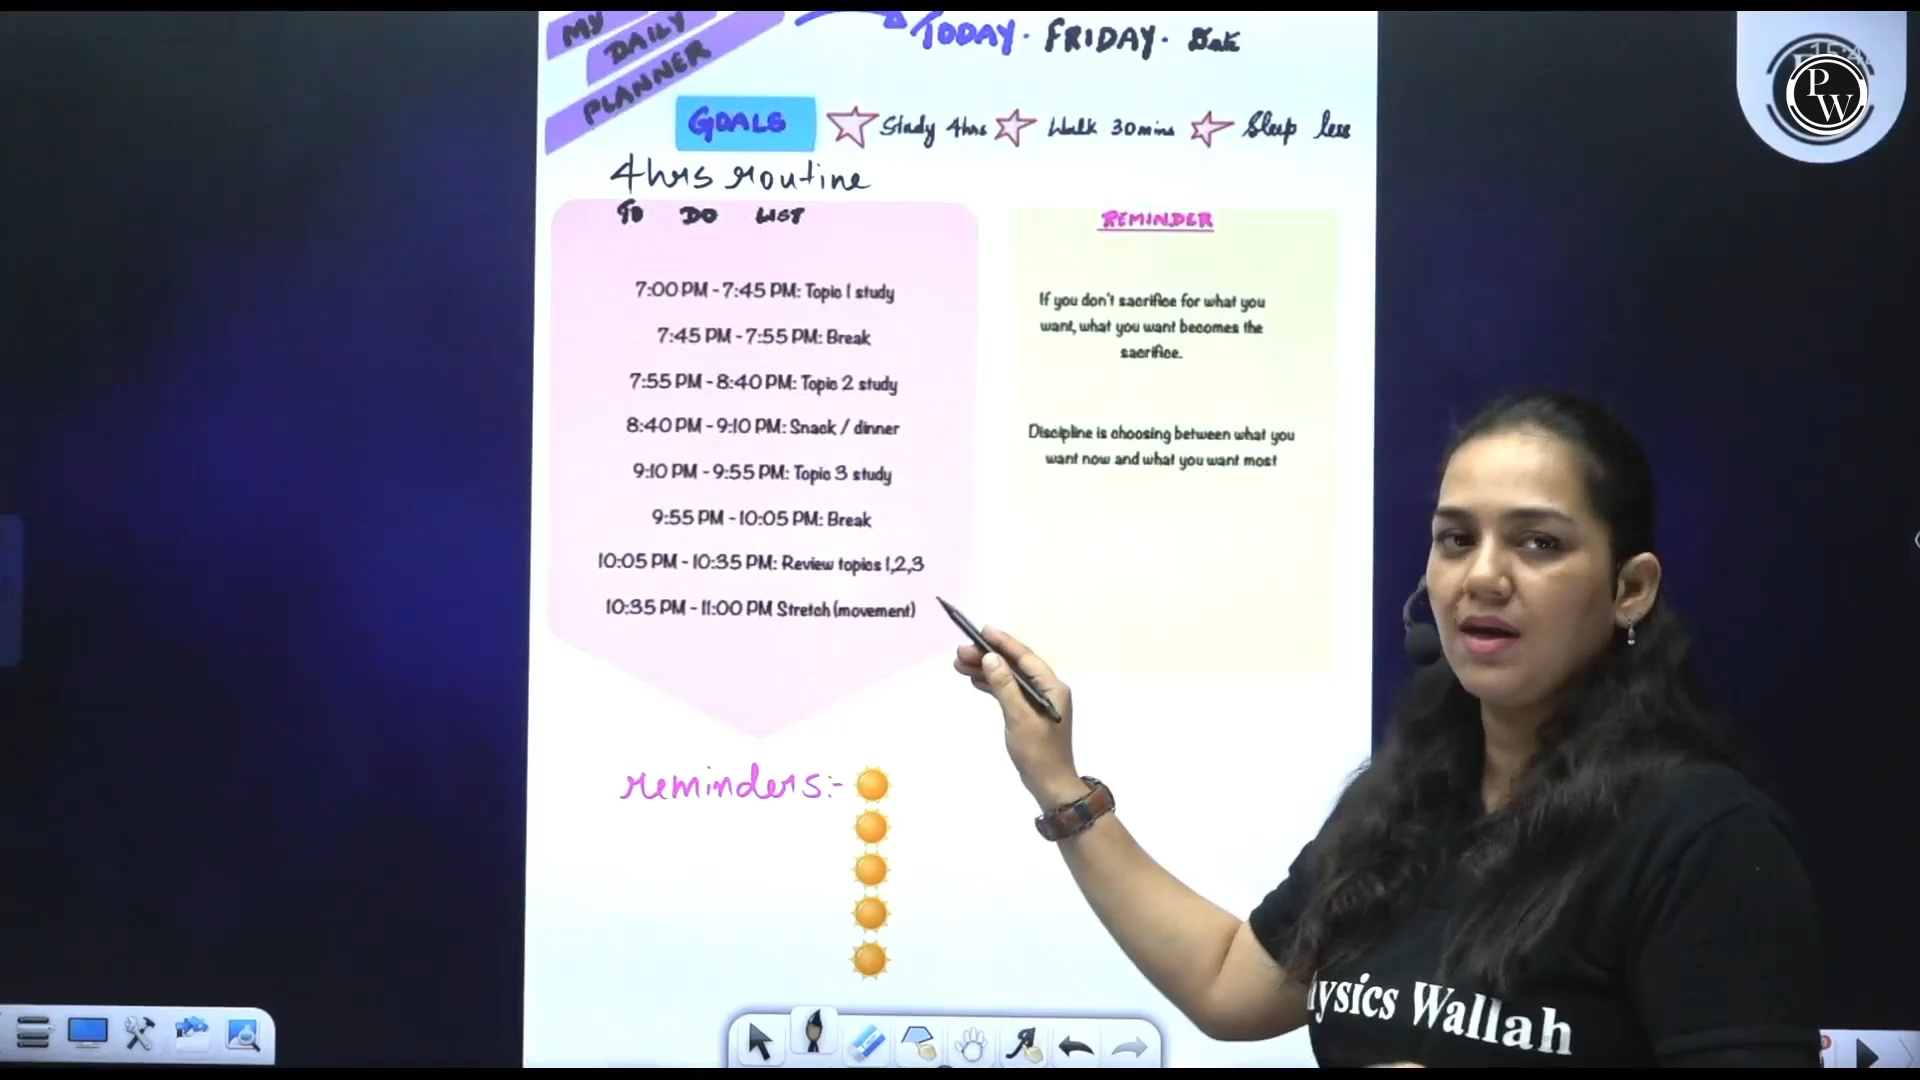 MY
DAILY
PLANNER
TODAY. FRIDAY. Date
GOALS Study 4hrs Walk 30mins Sleep less
4hrs routine
TO DO LIST
7:00 PM - 7:45 PM: Topic 1 study
7:45 PM - 7:55 PM: Break
7:55 PM - 8:40 PM: Topic 2 study
8:40 PM - 9:10 PM: Snack / dinner
9:10 PM - 9:55 PM: Topic 3 study
9:55 PM - 10:05 PM: Break
10:05 PM - 10:35 PM: Review topics 1,2,3
10:35 PM - 11:00 PM Stretch (movement)
REMINDER
If you don't sacrifice for what you
want, what you want becomes the
sacrifice.
Discipline is choosing between what you
want now and what you want most
reminders:-
PW
ysics Wallah